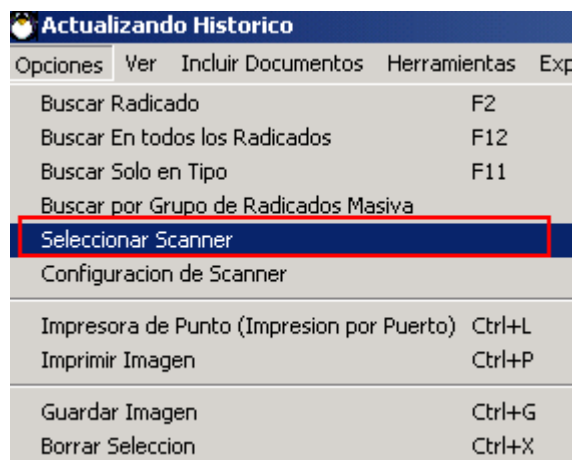 Actualizando Historico
Opciones Ver Incluir Documentos Herramientas Exp
Buscar Radicado F2
Buscar En todos los Radicados F12
Buscar Solo en Tipo F11
Buscar por Grupo de Radicados Masiva
Seleccionar Scanner
Configuracion de Scanner
Impresora de Punto (Impresion por Puerto) Ctrl+L
Imprimir Imagen Ctrl+P
Guardar Imagen Ctrl+G
Borrar Seleccion Ctrl+X